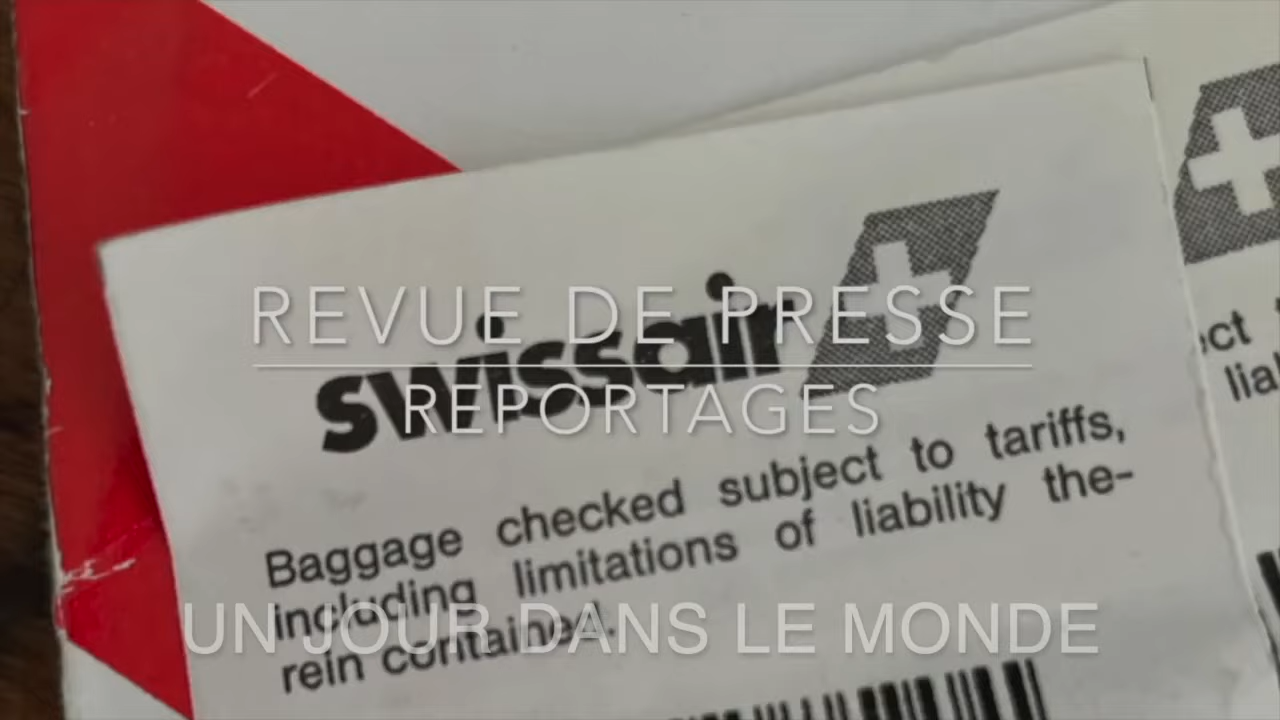 REVUE DE PRESSE
REPORTAGES
swissair
Baggage checked subject to tariffs,
including limitations of liability the-
rein contained.
UN JOUR DANS LE MONDE
ct
lia